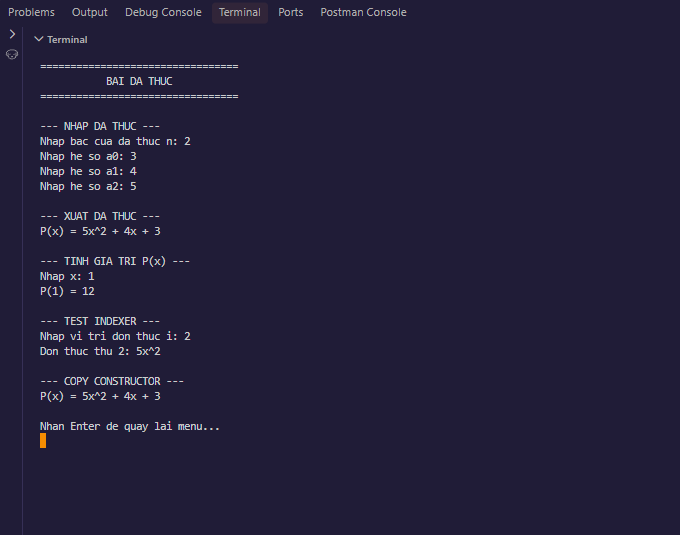 Problems Output Debug Console Terminal Ports Postman Console
Terminal
=================================
BAI DA THUC
=================================
--- NHAP DA THUC ---
Nhap bac cua da thuc n: 2
Nhap he so a0: 3
Nhap he so a1: 4
Nhap he so a2: 5
--- XUAT DA THUC ---
P(x) = 5x^2 + 4x + 3
--- TINH GIA TRI P(x) ---
Nhap x: 1
P(1) = 12
--- TEST INDEXER ---
Nhap vi tri don thuc i: 2
Don thuc thu 2: 5x^2
--- COPY CONSTRUCTOR ---
P(x) = 5x^2 + 4x + 3
Nhan Enter de quay lai menu...